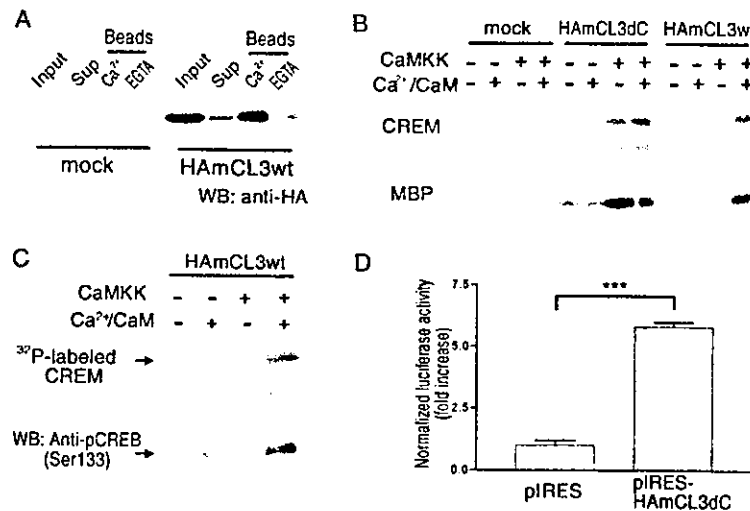 A
Beads
Beads
Input
Sup
Ca2+
EGTA
Input
Sup
Ca2+
EGTA
mock
HAmCL3wt
WB: anti-HA
B
mock
HAmCL3dC
HAmCL3w
CaMKK
- - + + - - + + - - + +
Ca2+/CaM
- + - + - + - + - + - +
CREM
MBP
C
HAmCL3wt
CaMKK
- - + +
Ca2+/CaM
- + - +
32P-labeled
CREM
WB: Anti-pCREB
(Ser133)
D
Normalized luciferase activity
(fold increase)
7.5
5.0
2.5
0.0
***
pIRES
pIRES-
HAmCL3dC